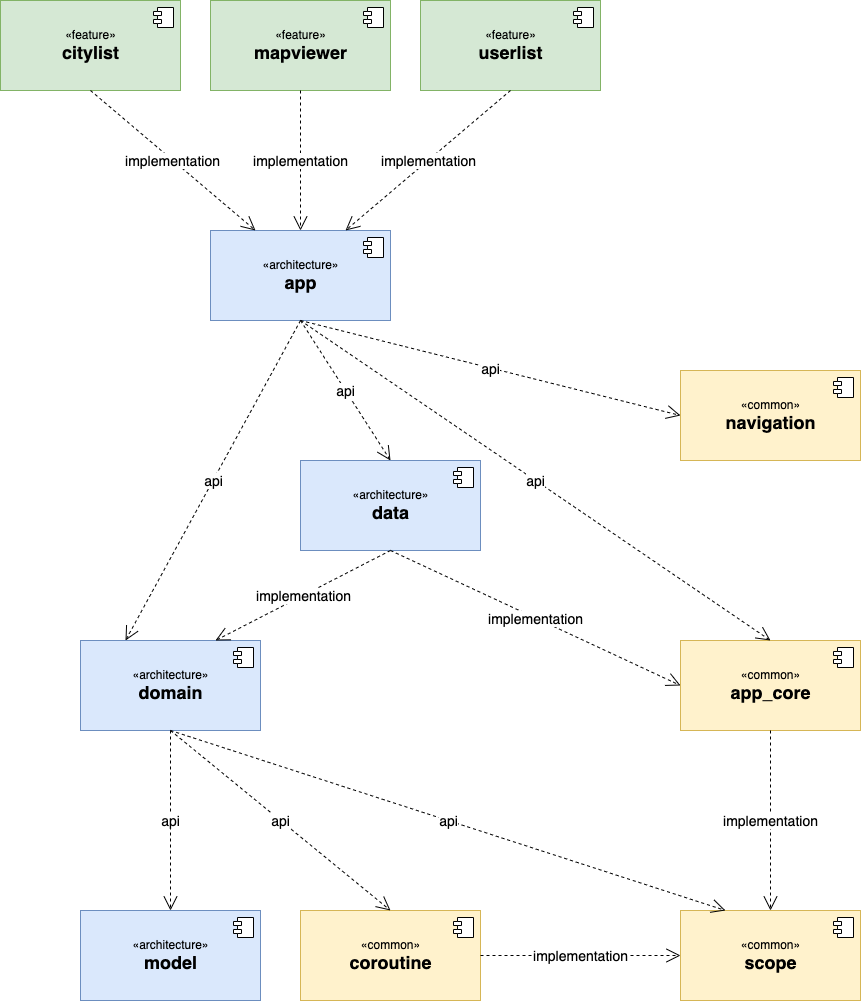 «feature»
citylist
«feature»
mapviewer
«feature»
userlist
implementation
implementation
implementation
«architecture»
app
api
api
«common»
navigation
api
api
«architecture»
data
implementation
implementation
«architecture»
domain
«common»
app_core
api
api
api
implementation
«architecture»
model
«common»
coroutine
implementation
«common»
scope